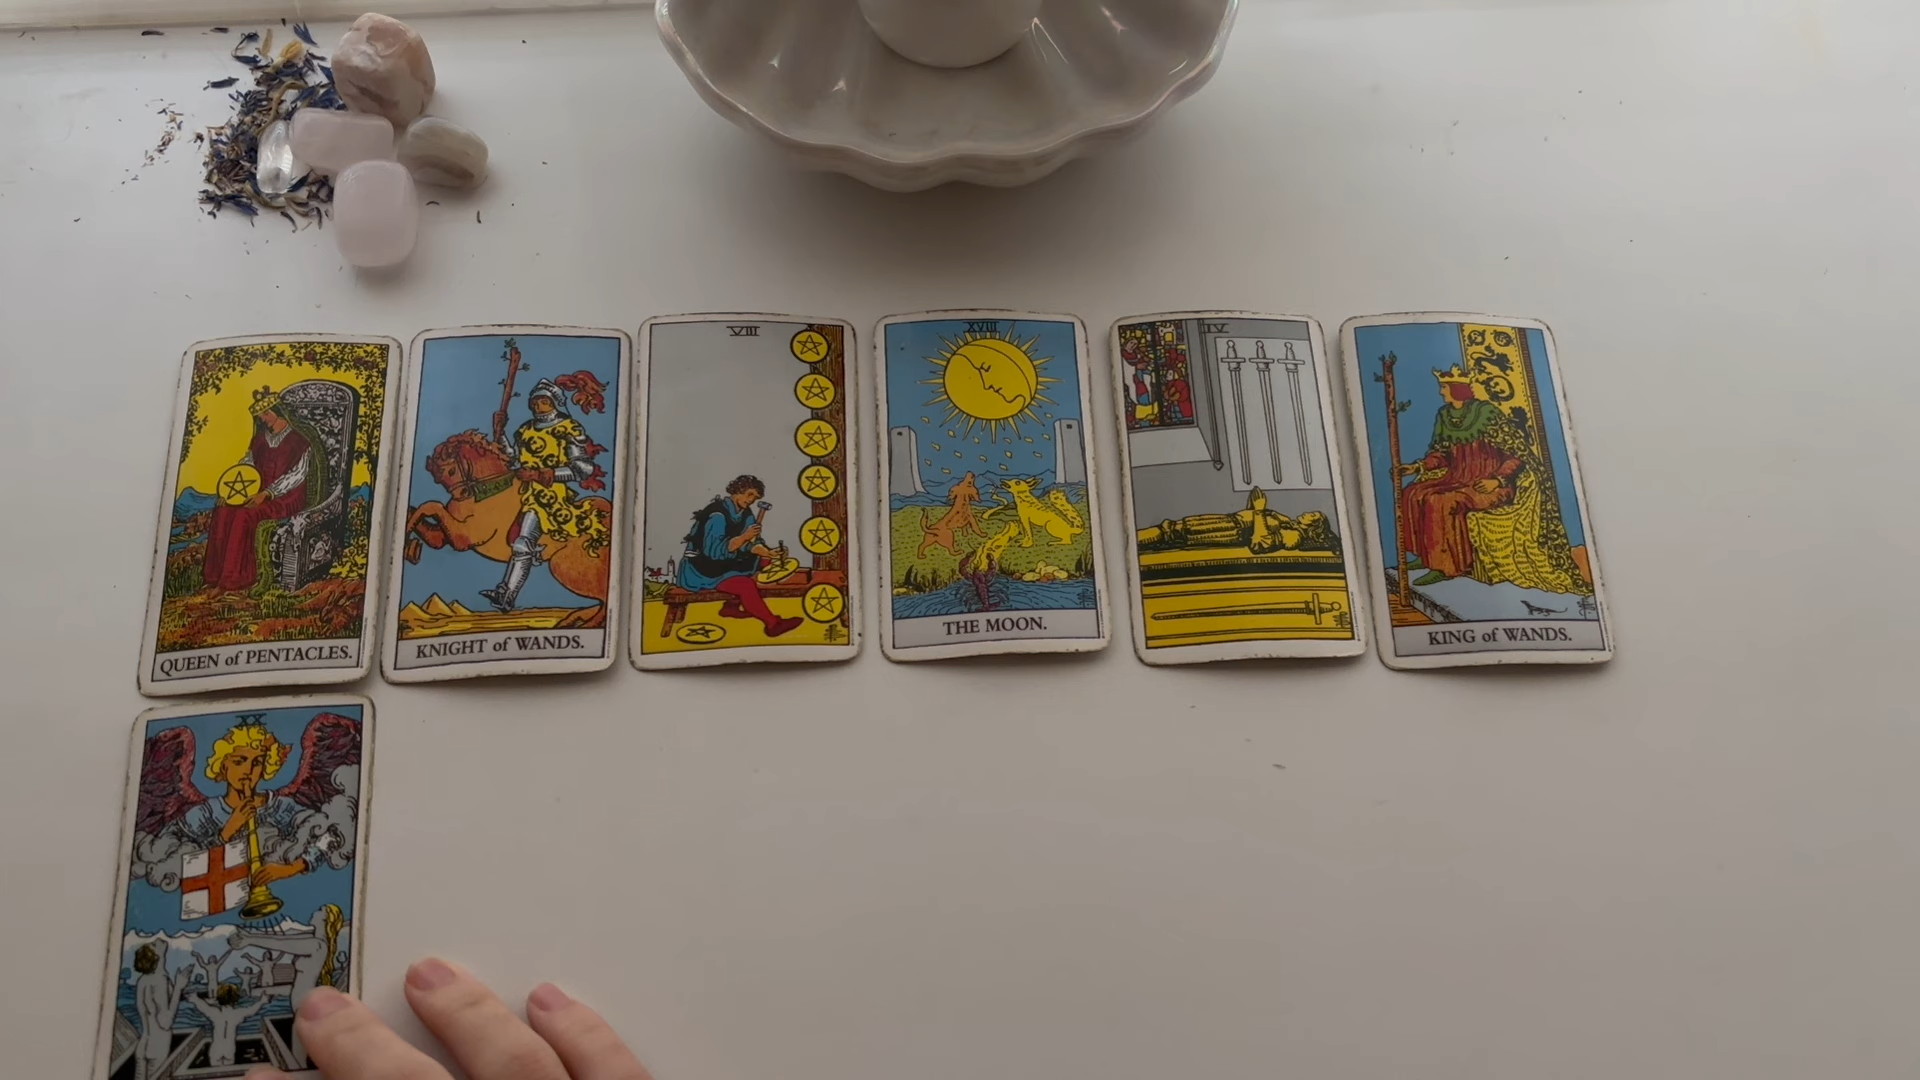 VIII
XVIII
IV
QUEEN of PENTACLES.
KNIGHT of WANDS.
THE MOON.
KING of WANDS.
XX